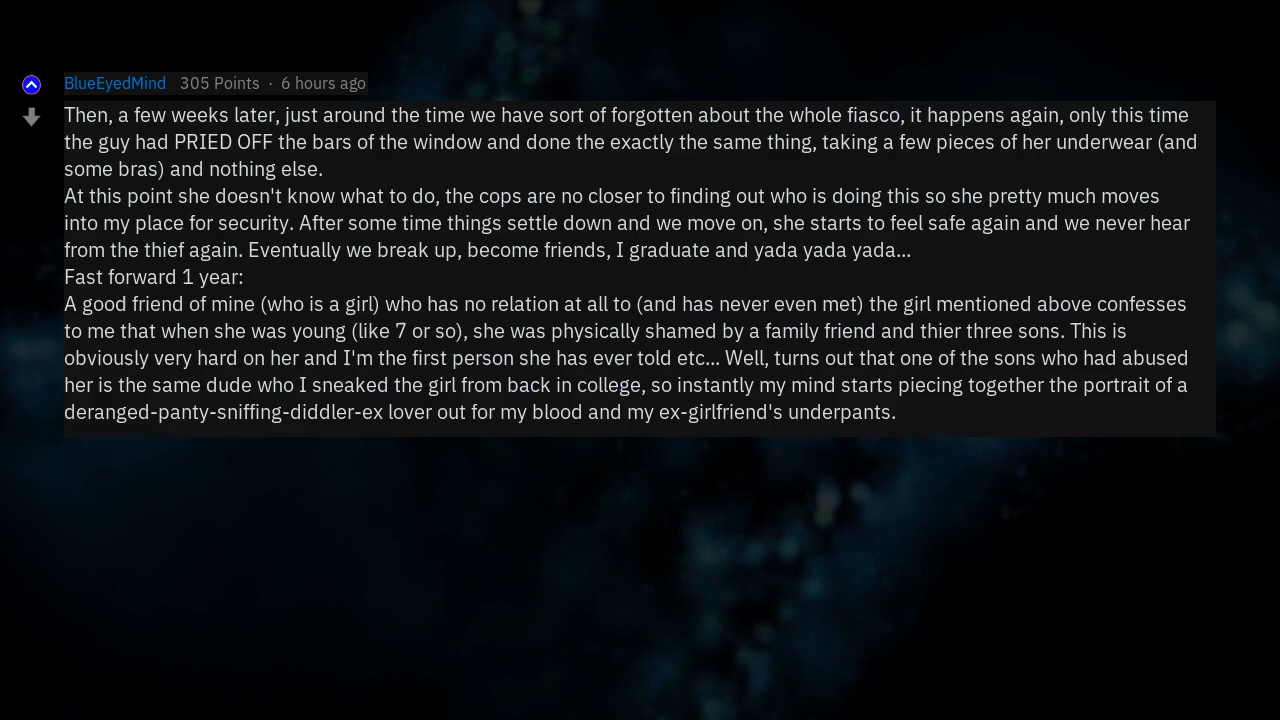 BlueEyedMind 305 Points · 6 hours ago
Then, a few weeks later, just around the time we have sort of forgotten about the whole fiasco, it happens again, only this time
the guy had PRIED OFF the bars of the window and done the exactly the same thing, taking a few pieces of her underwear (and
some bras) and nothing else.
At this point she doesn't know what to do, the cops are no closer to finding out who is doing this so she pretty much moves
into my place for security. After some time things settle down and we move on, she starts to feel safe again and we never hear
from the thief again. Eventually we break up, become friends, I graduate and yada yada yada...
Fast forward 1 year:
A good friend of mine (who is a girl) who has no relation at all to (and has never even met) the girl mentioned above confesses
to me that when she was young (like 7 or so), she was physically shamed by a family friend and thier three sons. This is
obviously very hard on her and I'm the first person she has ever told etc... Well, turns out that one of the sons who had abused
her is the same dude who I sneaked the girl from back in college, so instantly my mind starts piecing together the portrait of a
deranged-panty-sniffing-diddler-ex lover out for my blood and my ex-girlfriend's underpants.